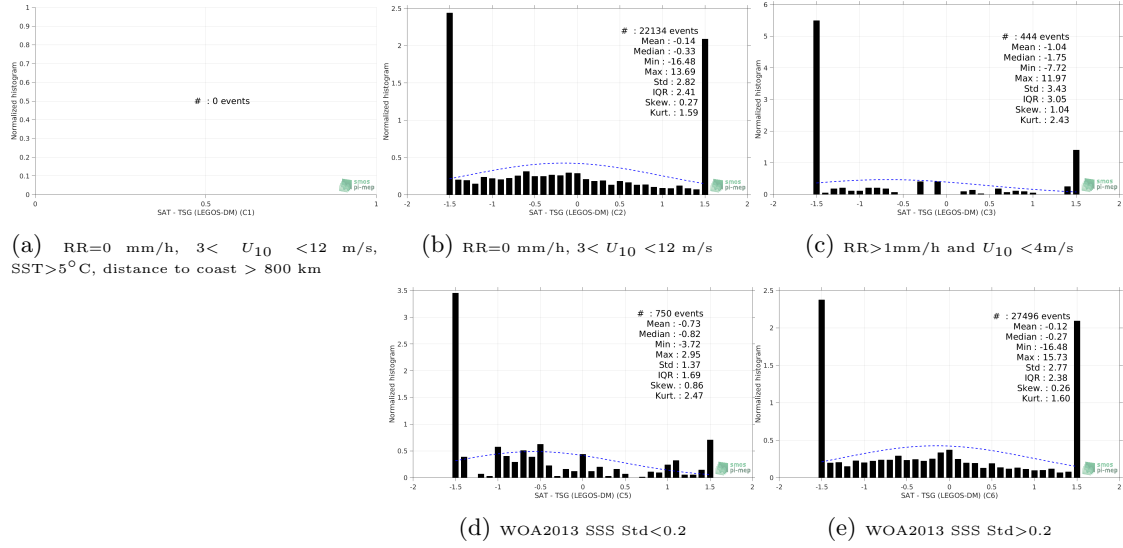 1
0.9
0.8
0.7
0.6
0.5
0.4
0.3
0.2
0.1
0
Normalized histogram
# : 0 events
0
0.5
1
SAT - TSG (LEGOS-DM) (C1)
smos
pi-mep
(a) RR=0 mm/h, 3< U10 <12 m/s,
SST>5°C, distance to coast > 800 km
2.5
2
1.5
1
0.5
0
Normalized histogram
# : 22134 events
Mean : -0.14
Median : -0.33
Min : -16.48
Max : 13.69
Std : 2.82
IQR : 2.41
Skew. : 0.27
Kurt. : 1.59
-2 -1.5 -1 -0.5 0 0.5 1 1.5 2
SAT - TSG (LEGOS-DM) (C2)
smos
pi-mep
(b) RR=0 mm/h, 3< U10 <12 m/s
6
5
4
3
2
1
0
Normalized histogram
# : 444 events
Mean : -1.04
Median : -1.75
Min : -7.72
Max : 11.97
Std : 3.43
IQR : 3.05
Skew. : 1.04
Kurt. : 2.43
-2 -1.5 -1 -0.5 0 0.5 1 1.5 2
SAT - TSG (LEGOS-DM) (C3)
smos
pi-mep
(c) RR>1mm/h and U10 <4m/s
3.5
3
2.5
2
1.5
1
0.5
0
Normalized histogram
# : 750 events
Mean : -0.73
Median : -0.82
Min : -3.72
Max : 2.95
Std : 1.37
IQR : 1.69
Skew. : 0.86
Kurt. : 2.47
-2 -1.5 -1 -0.5 0 0.5 1 1.5 2
SAT - TSG (LEGOS-DM) (C5)
smos
pi-mep
(d) WOA2013 SSS Std<0.2
2.5
2
1.5
1
0.5
0
Normalized histogram
# : 27496 events
Mean : -0.12
Median : -0.27
Min : -16.48
Max : 15.73
Std : 2.77
IQR : 2.38
Skew. : 0.26
Kurt. : 1.60
-2 -1.5 -1 -0.5 0 0.5 1 1.5 2
SAT - TSG (LEGOS-DM) (C6)
smos
pi-mep
(e) WOA2013 SSS Std>0.2